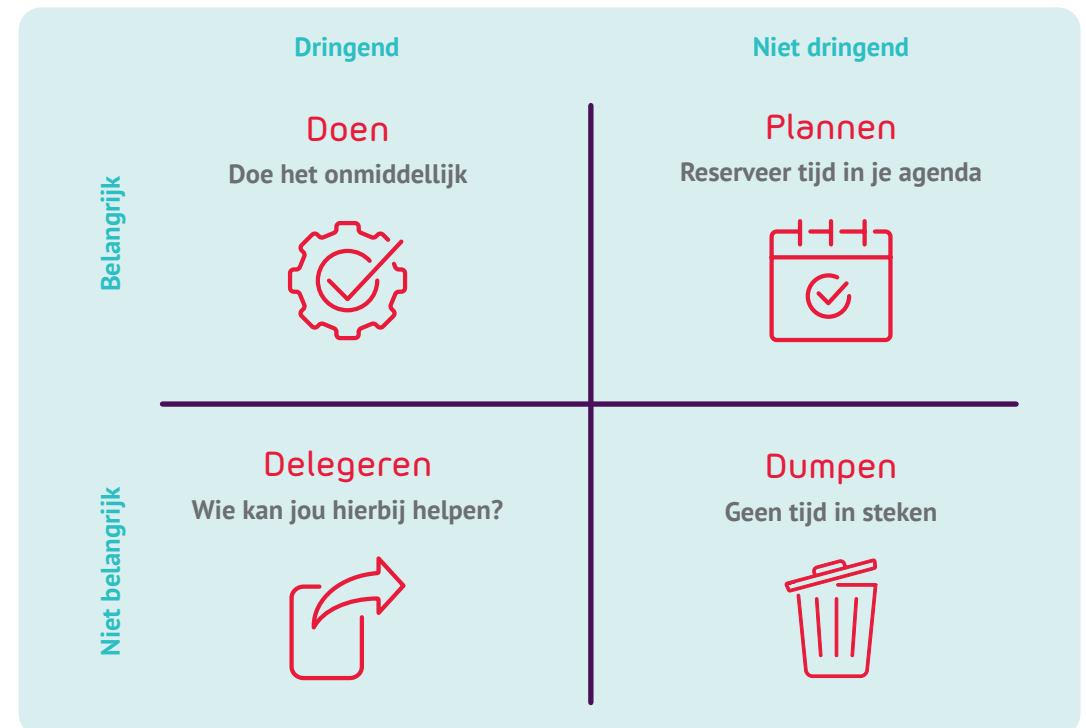 Dringend
Niet dringend
Belangrijk
Doen
Doe het onmiddellijk
Plannen
Reserveer tijd in je agenda
Niet belangrijk
Delegeren
Wie kan jou hierbij helpen?
Dumpen
Geen tijd in steken